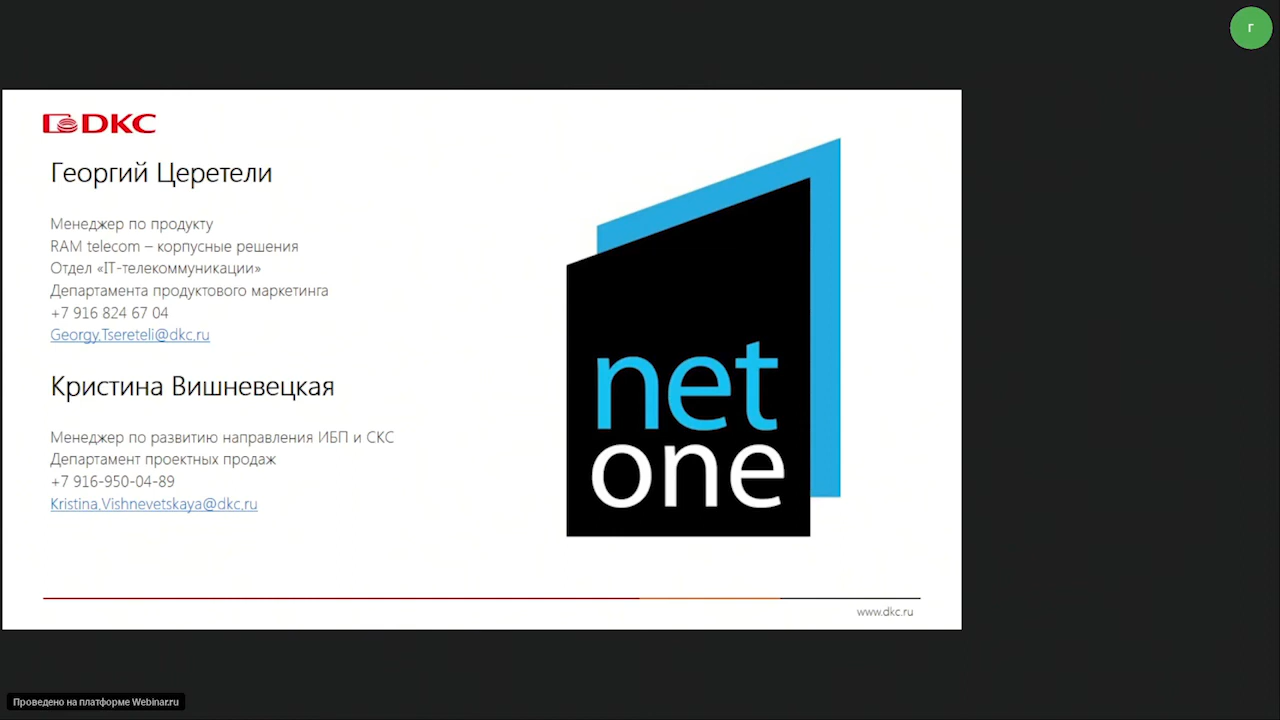 г
DKC
Георгий Церетели
Менеджер по продукту
RAM telecom – корпусные решения
Отдел «IT-телекоммуникации»
Департамента продуктового маркетинга
+7 916 824 67 04
Georgy.Tsereteli@dkc.ru
Кристина Вишневецкая
Менеджер по развитию направления ИБП и СКС
Департамент проектных продаж
+7 916-950-04-89
Kristina.Vishnevetskaya@dkc.ru
net
one
www.dkc.ru
Проведено на платформе Webinar.ru